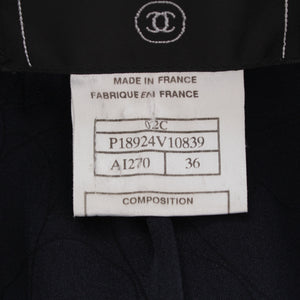 MADE IN FRANCE
FABRIQUE EN FRANCE
02C
P18924V10839
A1270 36
COMPOSITION